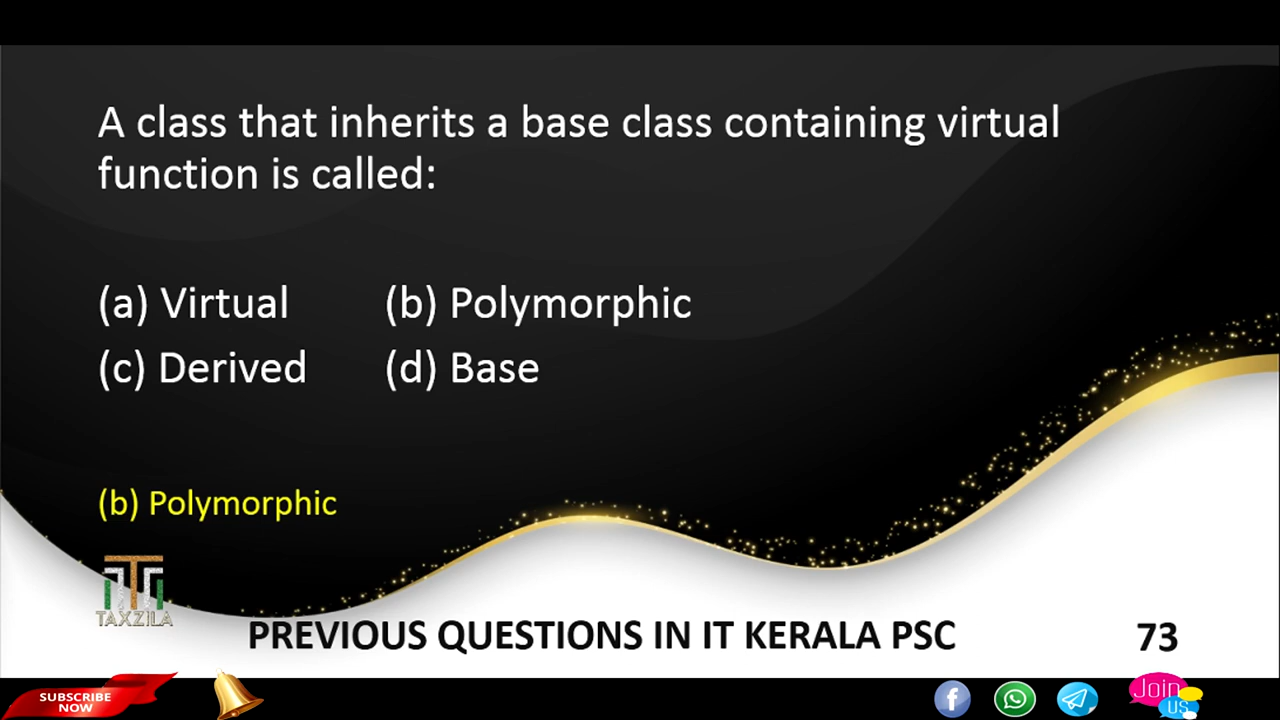 A class that inherits a base class containing virtual
function is called:
(a) Virtual (b) Polymorphic
(c) Derived (d) Base
(b) Polymorphic
TAXZILA
PREVIOUS QUESTIONS IN IT KERALA PSC 73
SUBSCRIBE
NOW
Join
US